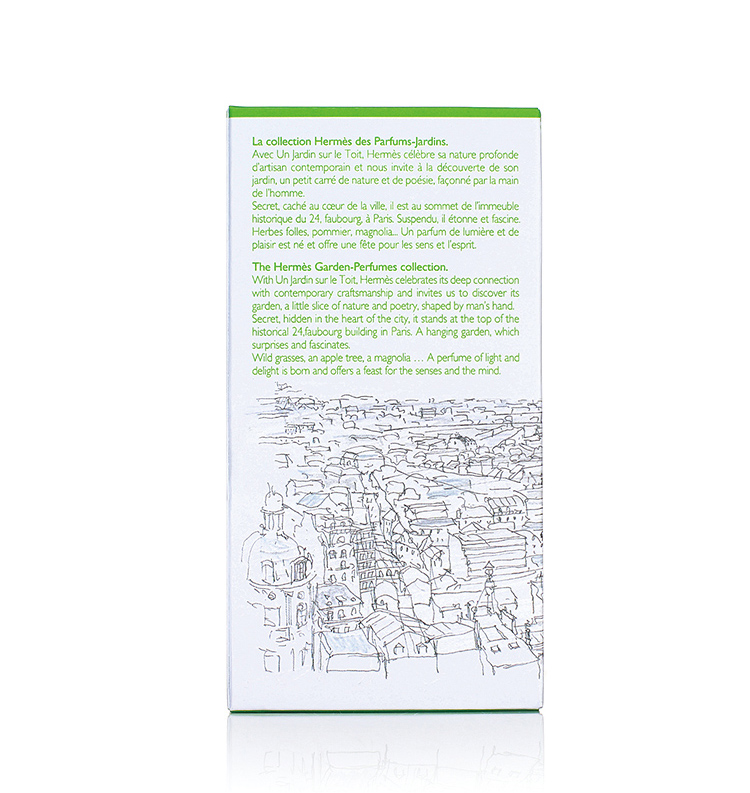 La collection Hermès des Parfums-Jardins.
Avec Un Jardin sur le Toit, Hermès célèbre sa nature profonde
d'artisan contemporain et nous invite à la découverte de son
jardin, un petit carré de nature et de poésie, façonné par la main
de l'homme.
Secret, caché au cœur de la ville, il est au sommet de l'immeuble
historique du 24, faubourg, à Paris. Suspendu, il étonne et fascine.
Herbes folles, pommier, magnolia... Un parfum de lumière et de
plaisir est né et offre une fête pour les sens et l'esprit.
The Hermès Garden-Perfumes collection.
With Un Jardin sur le Toit, Hermès celebrates its deep connection
with contemporary craftsmanship and invites us to discover its
garden, a little slice of nature and poetry, shaped by man's hand.
Secret, hidden in the heart of the city, it stands at the top of the
historical 24,faubourg building in Paris. A hanging garden, which
surprises and fascinates.
Wild grasses, an apple tree, a magnolia ... A perfume of light and
delight is born and offers a feast for the senses and the mind.